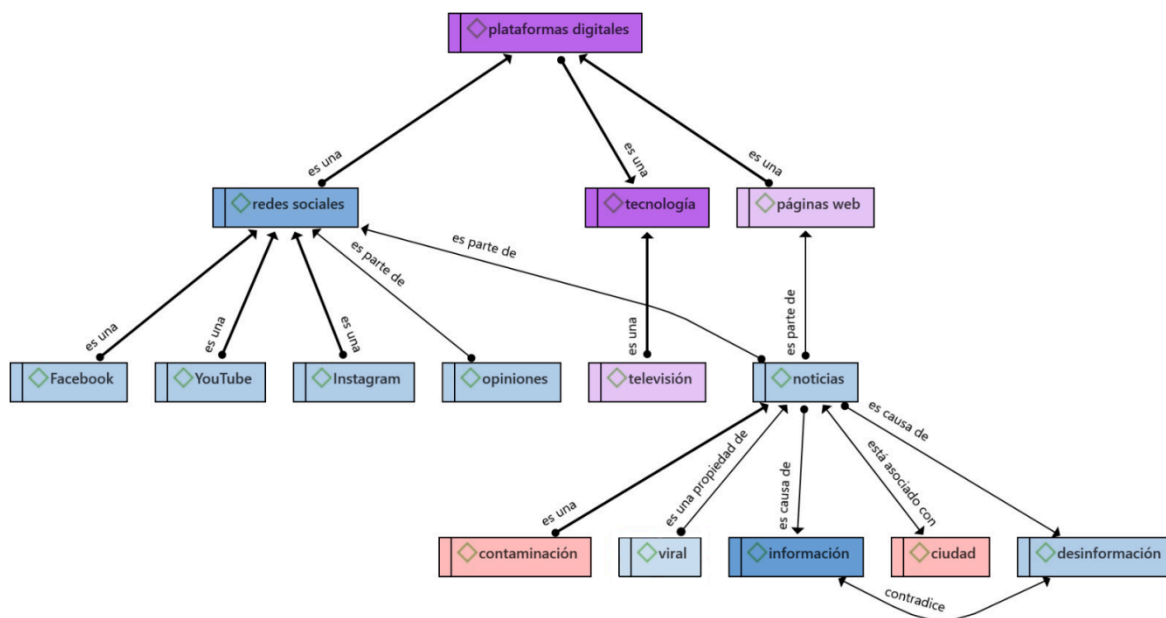 plataformas digitales
es una
es una
es una
redes sociales
tecnología
páginas web
es parte de
es parte de
es una
es una
es una
es una
es parte de
Facebook
YouTube
Instagram
opiniones
televisión
noticias
es causa de
es una propiedad de
está asociado con
es causa de
es una
contaminación
viral
información
ciudad
desinformación
contradice